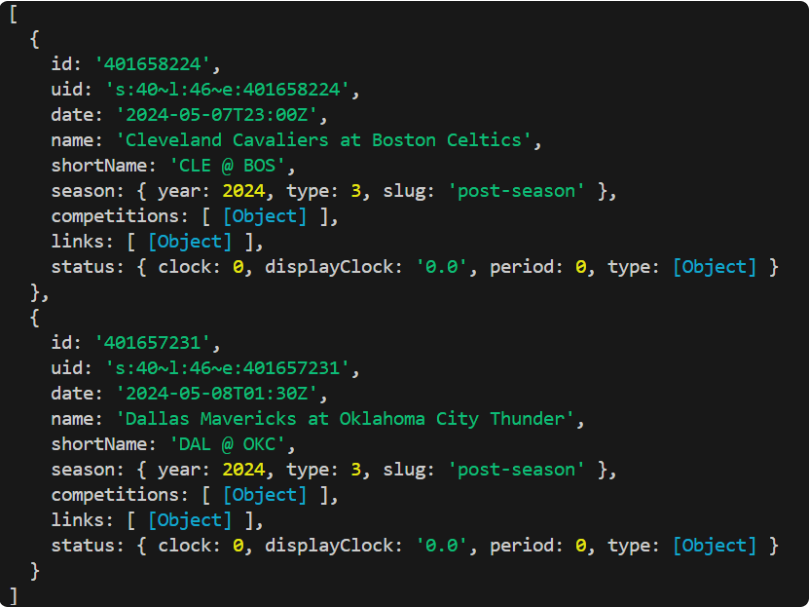 [
  {
    id: '401658224',
    uid: 's:40~l:46~e:401658224',
    date: '2024-05-07T23:00Z',
    name: 'Cleveland Cavaliers at Boston Celtics',
    shortName: 'CLE @ BOS',
    season: { year: 2024, type: 3, slug: 'post-season' },
    competitions: [ [Object] ],
    links: [ [Object] ],
    status: { clock: 0, displayClock: '0.0', period: 0, type: [Object] }
  },
  {
    id: '401657231',
    uid: 's:40~l:46~e:401657231',
    date: '2024-05-08T01:30Z',
    name: 'Dallas Mavericks at Oklahoma City Thunder',
    shortName: 'DAL @ OKC',
    season: { year: 2024, type: 3, slug: 'post-season' },
    competitions: [ [Object] ],
    links: [ [Object] ],
    status: { clock: 0, displayClock: '0.0', period: 0, type: [Object] }
  }
]